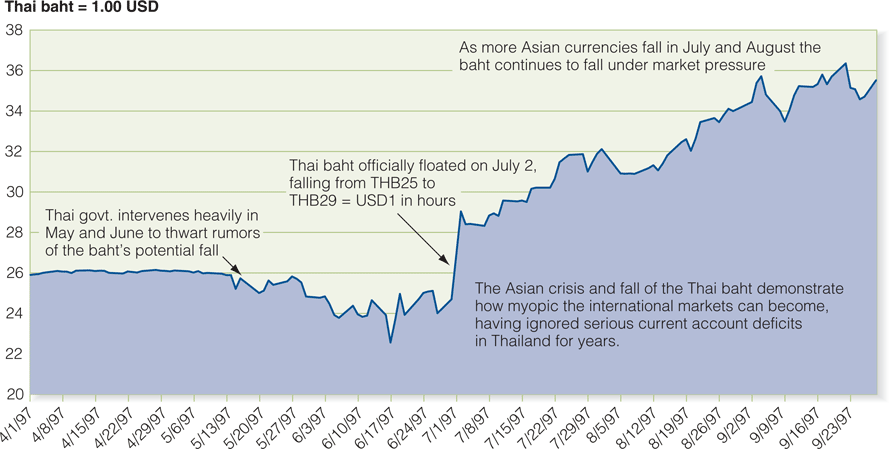 Thai baht = 1.00 USD
38
36
34
32
30
28
26
24
22
20
As more Asian currencies fall in July and August the
baht continues to fall under market pressure
Thai baht officially floated on July 2,
falling from THB25 to
THB29 = USD1 in hours
Thai govt. intervenes heavily in
May and June to thwart rumors
of the baht's potential fall
The Asian crisis and fall of the Thai baht demonstrate
how myopic the international markets can become,
having ignored serious current account deficits
in Thailand for years.
4/1/97
4/8/97
4/15/97
4/22/97
4/29/97
5/6/97
5/13/97
5/20/97
5/27/97
6/3/97
6/10/97
6/17/97
6/24/97
7/1/97
7/8/97
7/15/97
7/22/97
7/29/97
8/5/97
8/12/97
8/19/97
8/26/97
9/2/97
9/9/97
9/16/97
9/23/97